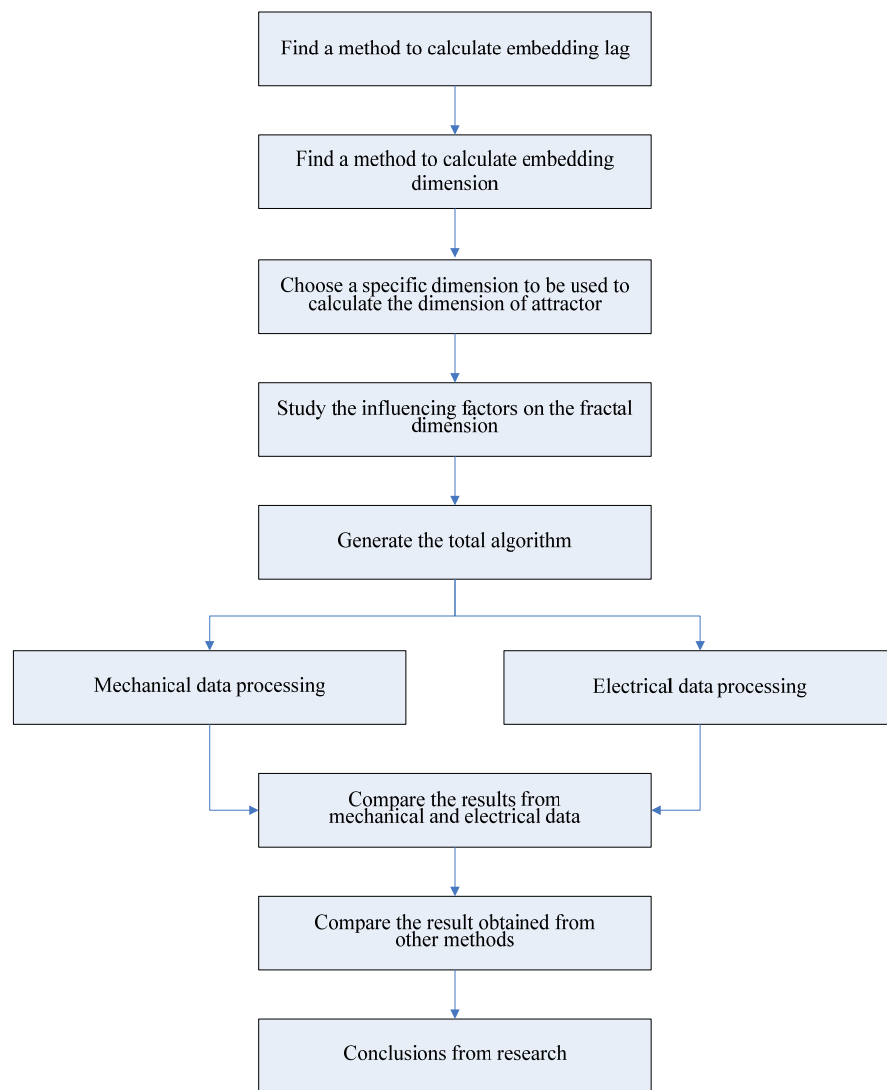 Find a method to calculate embedding lag
Find a method to calculate embedding
dimension
Choose a specific dimension to be used to
calculate the dimension of attractor
Study the influencing factors on the fractal
dimension
Generate the total algorithm
Mechanical data processing
Electrical data processing
Compare the results from
mechanical and electrical data
Compare the result obtained from
other methods
Conclusions from research